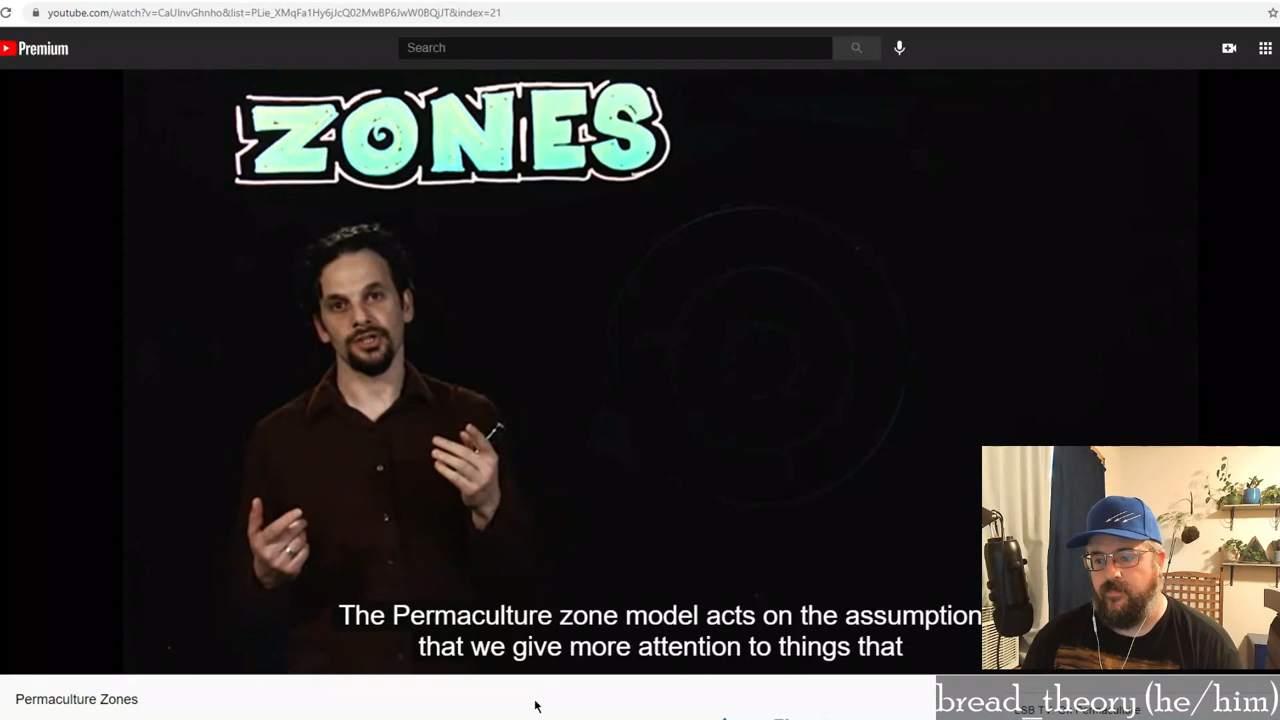 youtube.com/watch?v=CaUlnvGhnho&list=PLie_XMqFa1Hy6jJcQ02MwBP6JwW0BQjJT&index=21
Premium
Search
ZONES
The Permaculture zone model acts on the assumption
that we give more attention to things that
Permaculture Zones
bread_theory (he/him)